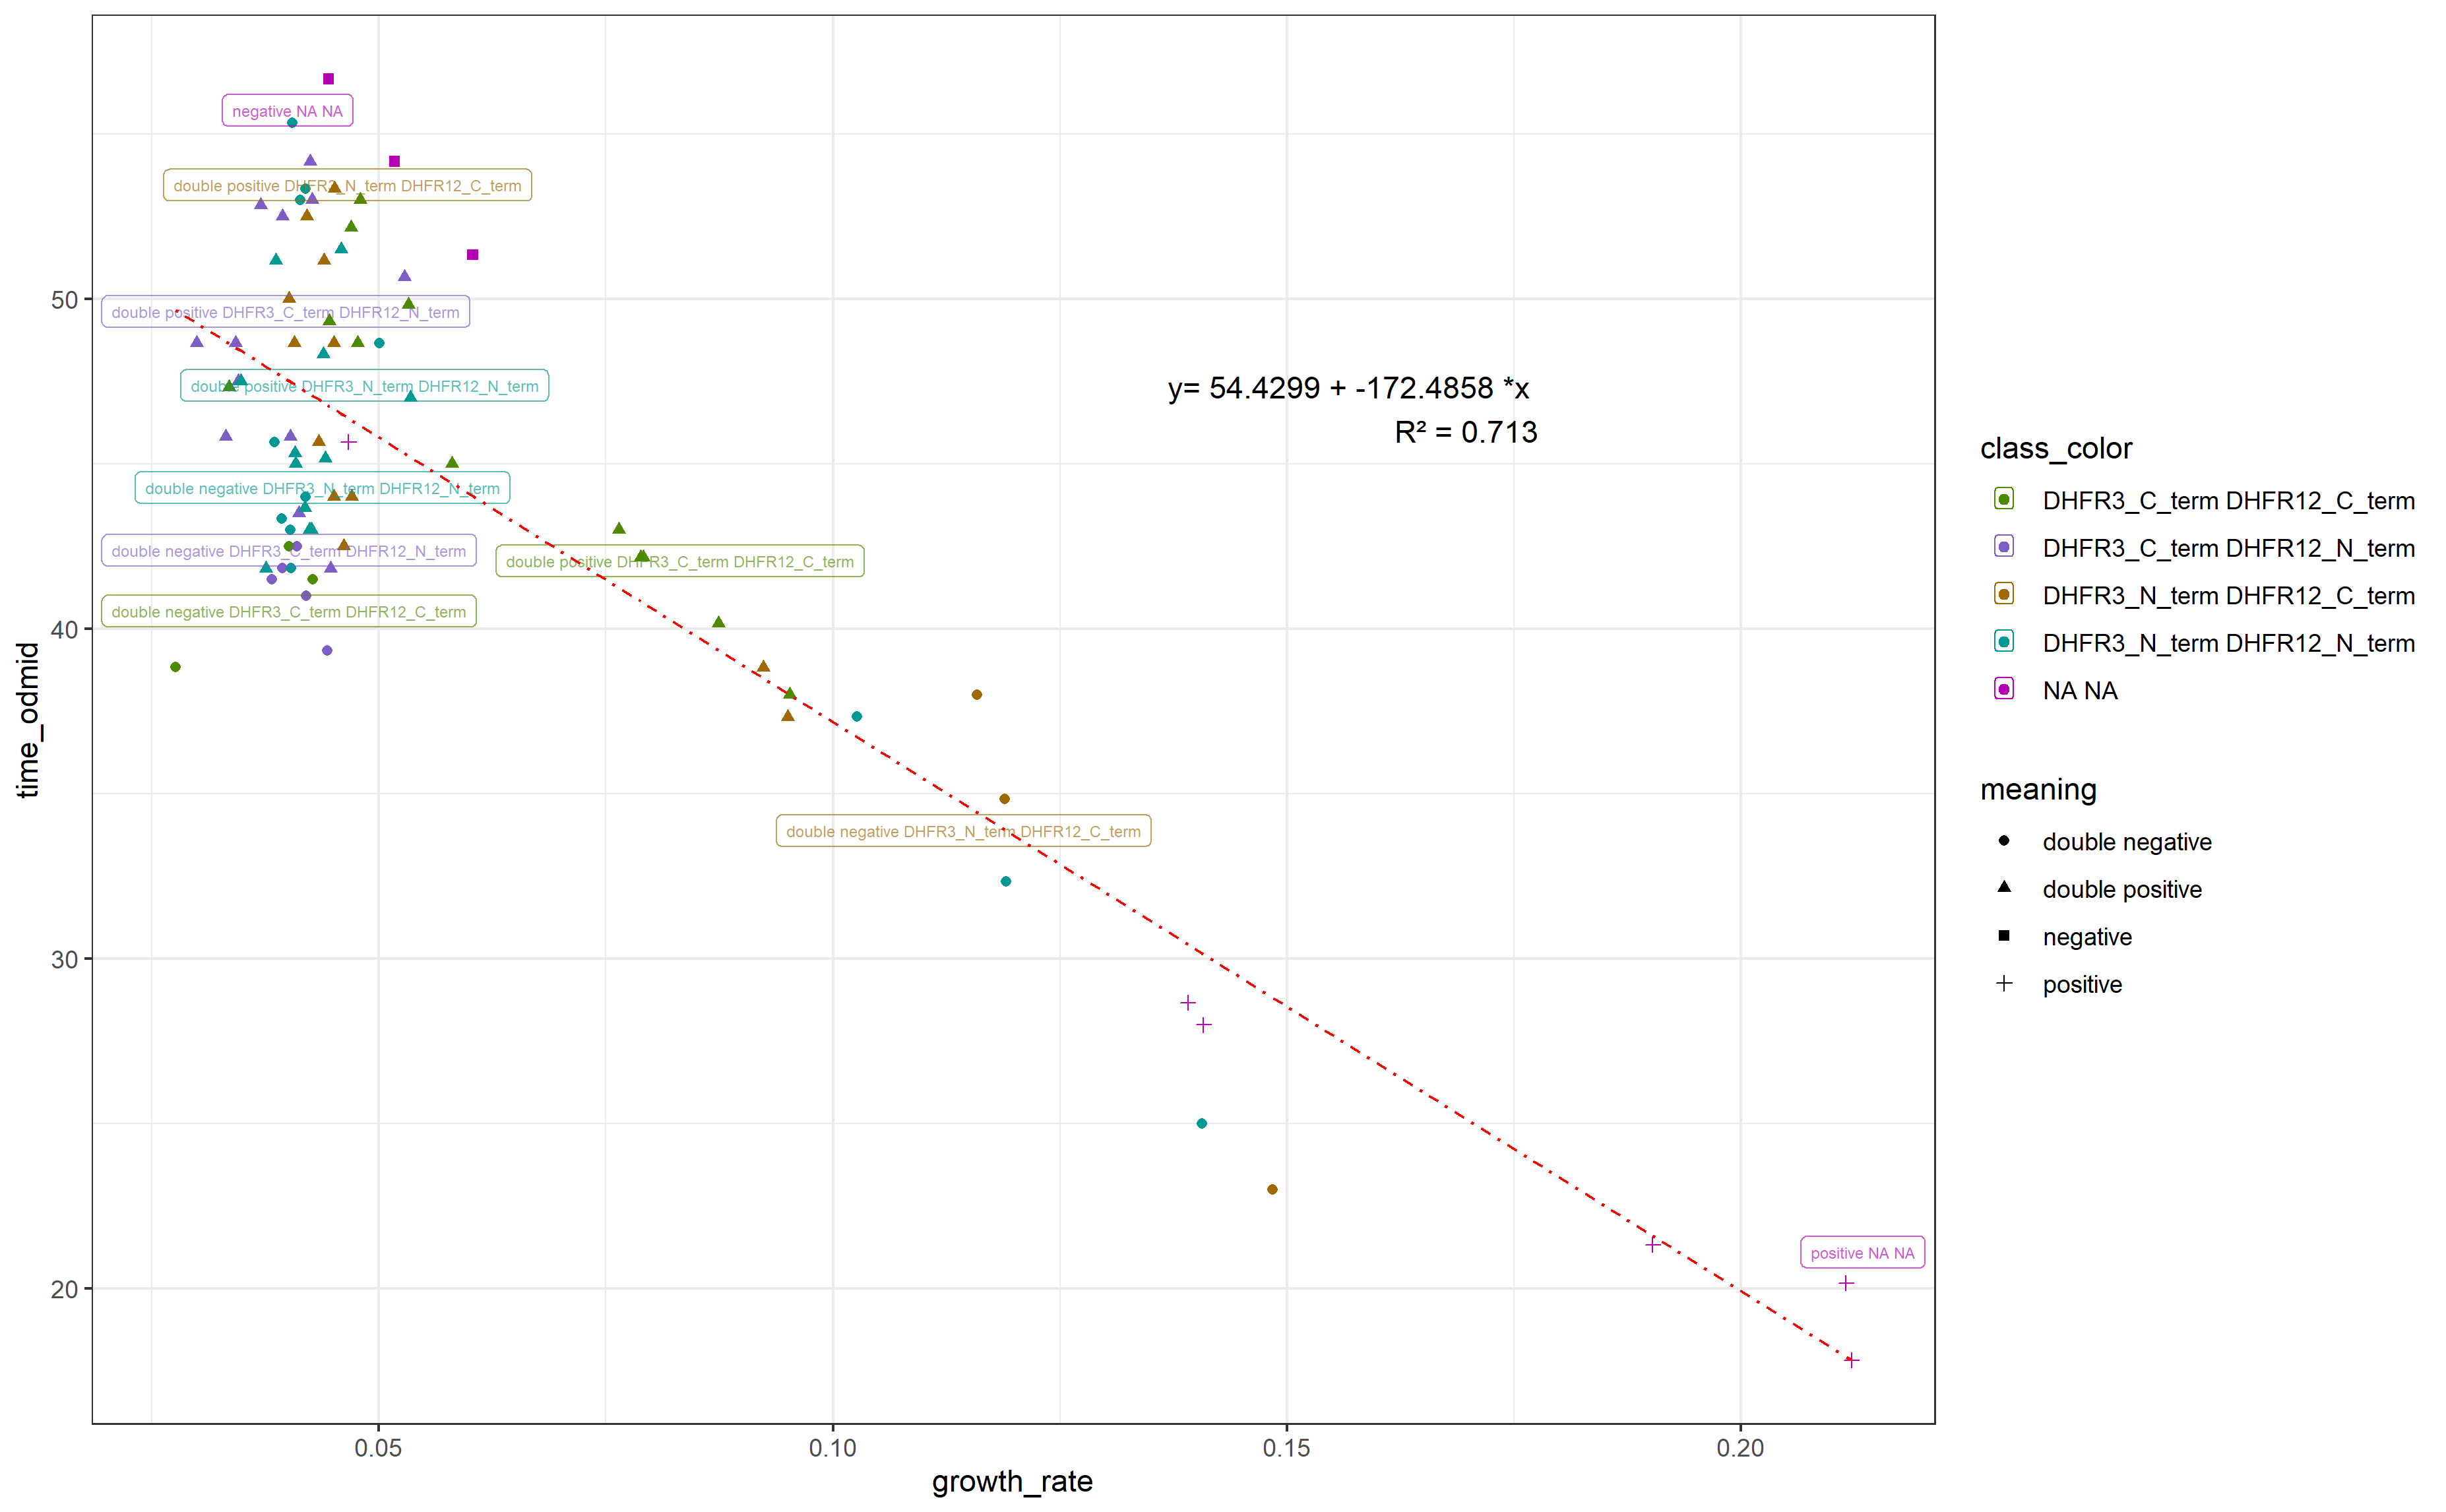 negative NA NA
double positive DHFR3_N_term DHFR12_C_term
50
double positive DHFR3_C_term DHFR12_N_term
double positive DHFR3_N_term DHFR12_N_term
y= 54.4299 + -172.4858 *x
R² = 0.713
double negative DHFR3_N_term DHFR12_N_term
double negative DHFR3_C_term DHFR12_N_term
double positive DHFR3_C_term DHFR12_C_term
double negative DHFR3_C_term DHFR12_C_term
40
time_odmid
double negative DHFR3_N_term DHFR12_C_term
30
positive NA NA
20
0.05
0.10
0.15
0.20
growth_rate
class_color
DHFR3_C_term DHFR12_C_term
DHFR3_C_term DHFR12_N_term
DHFR3_N_term DHFR12_C_term
DHFR3_N_term DHFR12_N_term
NA NA
meaning
double negative
double positive
negative
positive